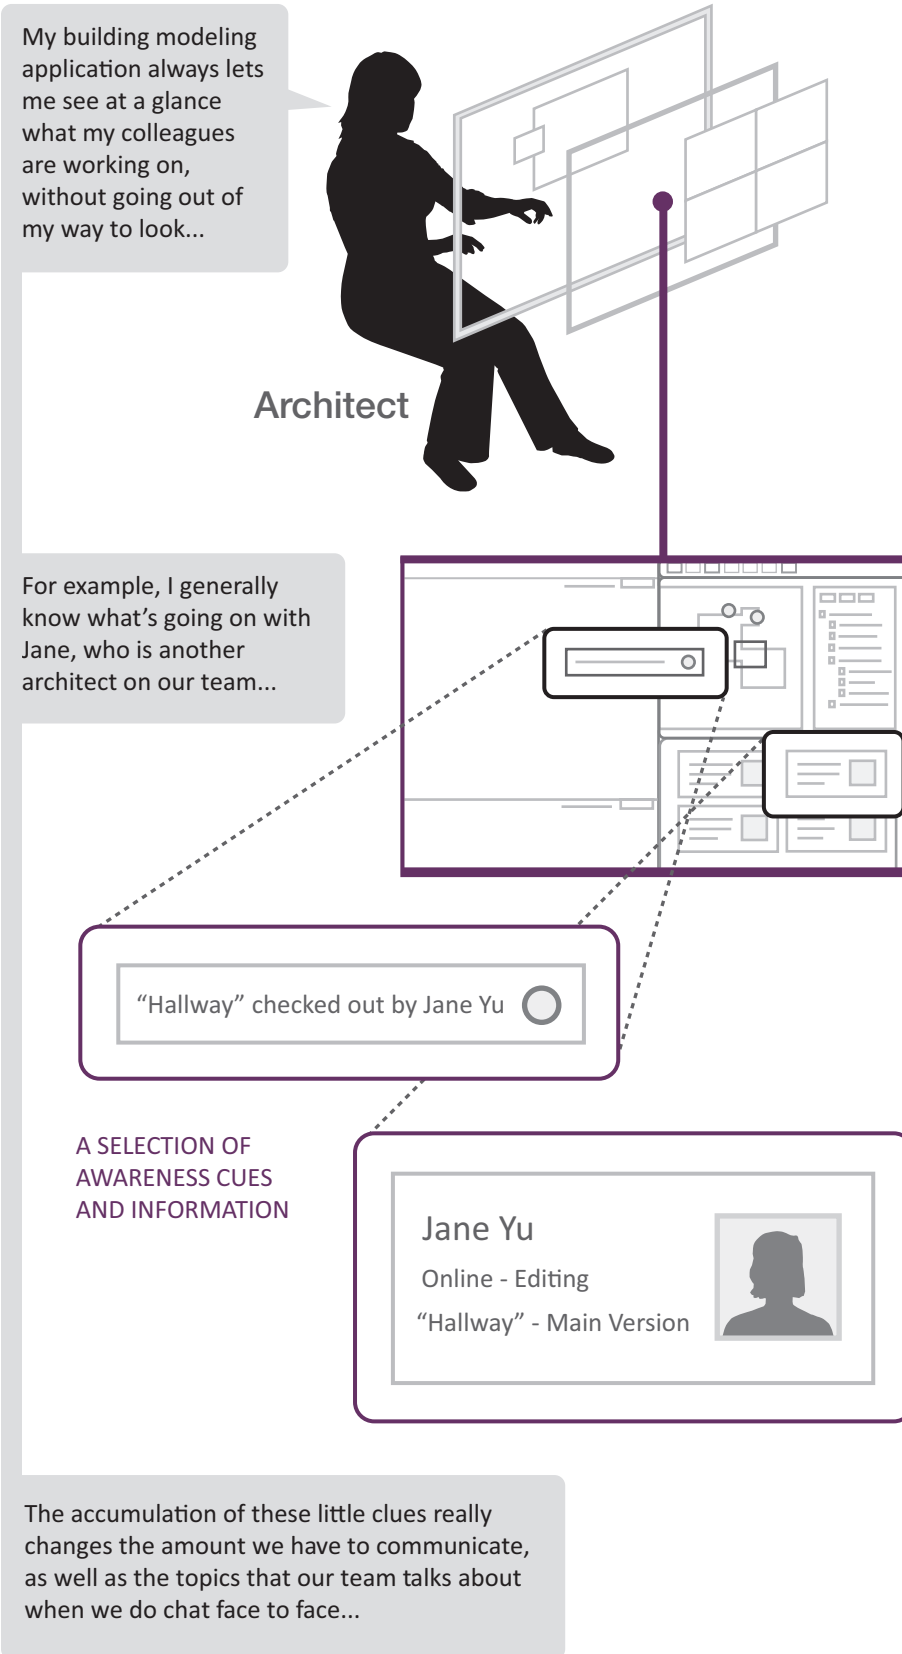 My building modeling
application always lets
me see at a glance
what my colleagues
are working on,
without going out of
my way to look...
Architect
For example, I generally
know what’s going on with
Jane, who is another
architect on our team...
“Hallway” checked out by Jane Yu
A SELECTION OF
AWARENESS CUES
AND INFORMATION
Jane Yu
Online - Editing
“Hallway” - Main Version
The accumulation of these little clues really
changes the amount we have to communicate,
as well as the topics that our team talks about
when we do chat face to face...